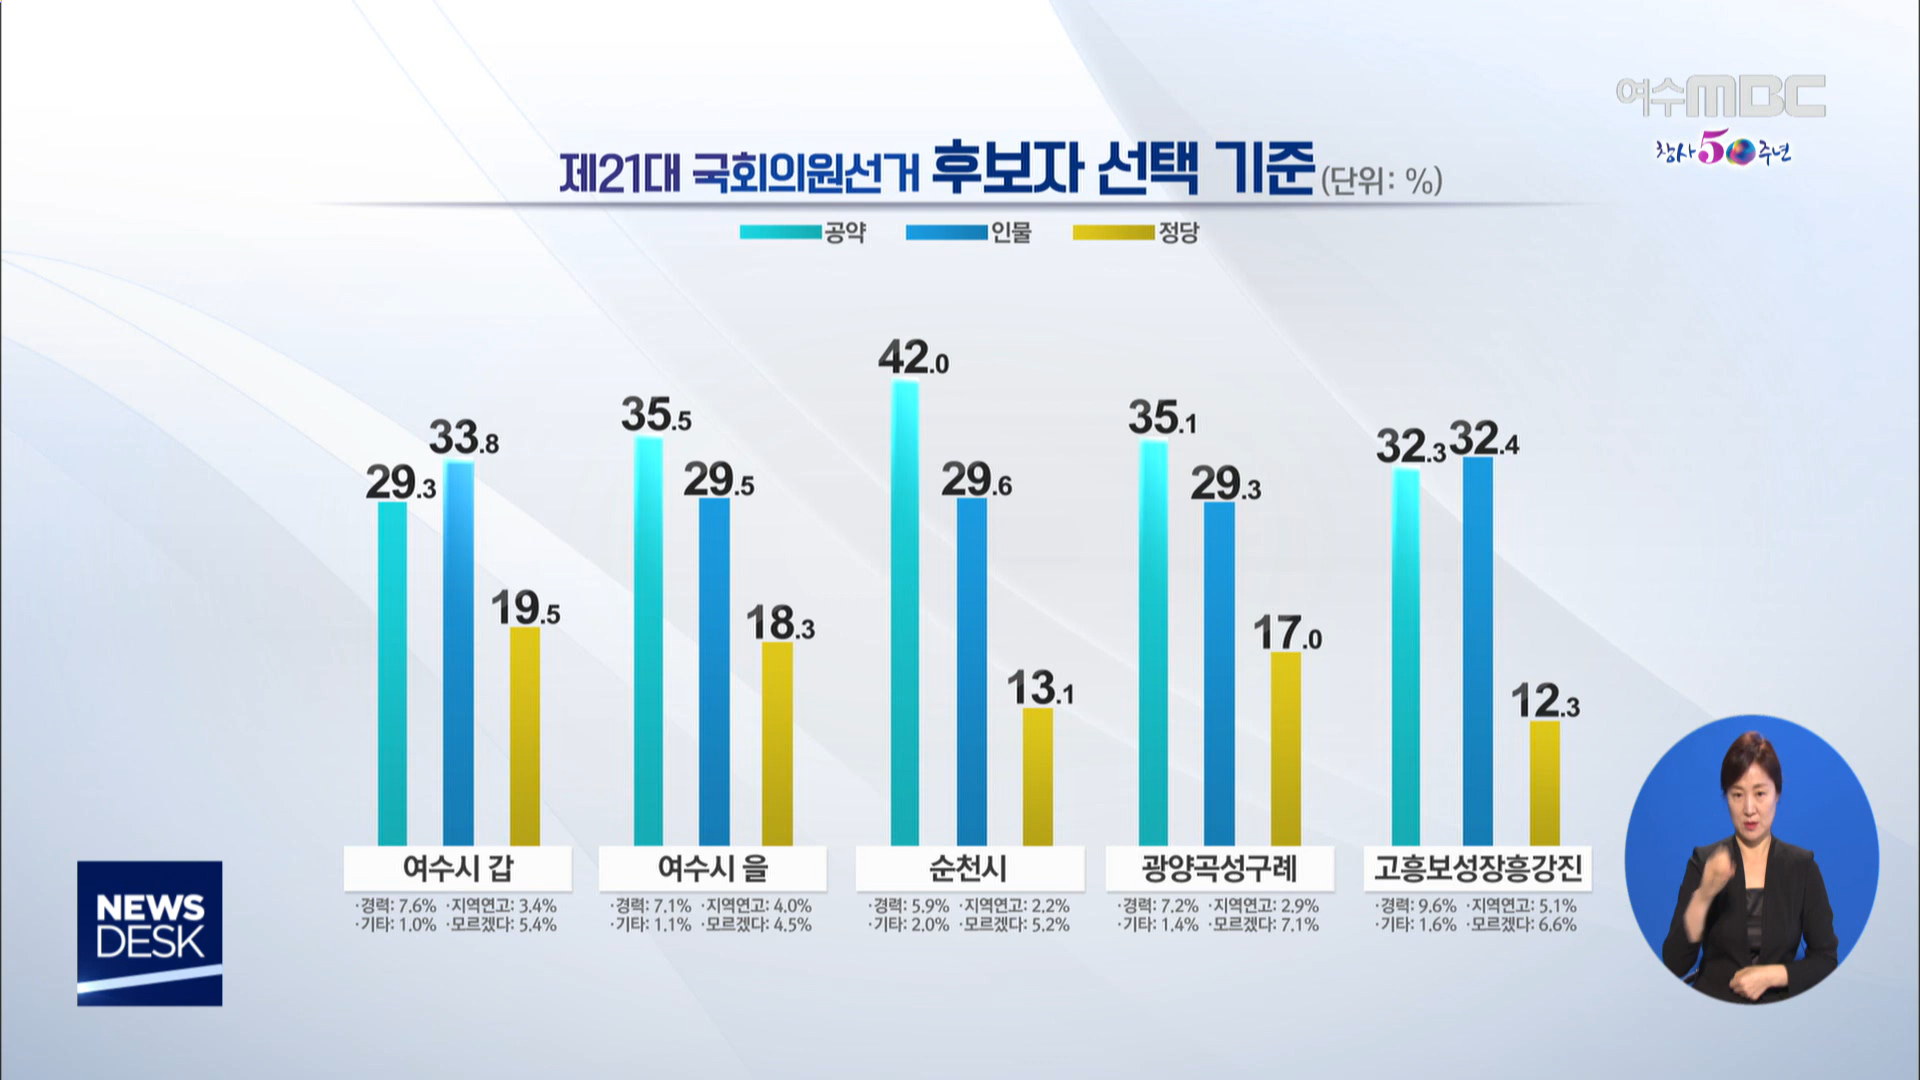 여수MBC
창사50주년
제21대 국회의원선거 후보자 선택 기준 (단위: %)
공약 인물 정당
29.3 33.8 19.5
35.5 29.5 18.3
42.0 29.6 13.1
35.1 29.3 17.0
32.3 32.4 12.3
여수시 갑
·경력: 7.6% ·지역연고: 3.4%
·기타: 1.0% ·모르겠다: 5.4%
여수시 을
·경력: 7.1% ·지역연고: 4.0%
·기타: 1.1% ·모르겠다: 4.5%
순천시
·경력: 5.9% ·지역연고: 2.2%
·기타: 2.0% ·모르겠다: 5.2%
광양곡성구례
·경력: 7.2% ·지역연고: 2.9%
·기타: 1.4% ·모르겠다: 7.1%
고흥보성장흥강진
·경력: 9.6% ·지역연고: 5.1%
·기타: 1.6% ·모르겠다: 6.6%
NEWS
DESK